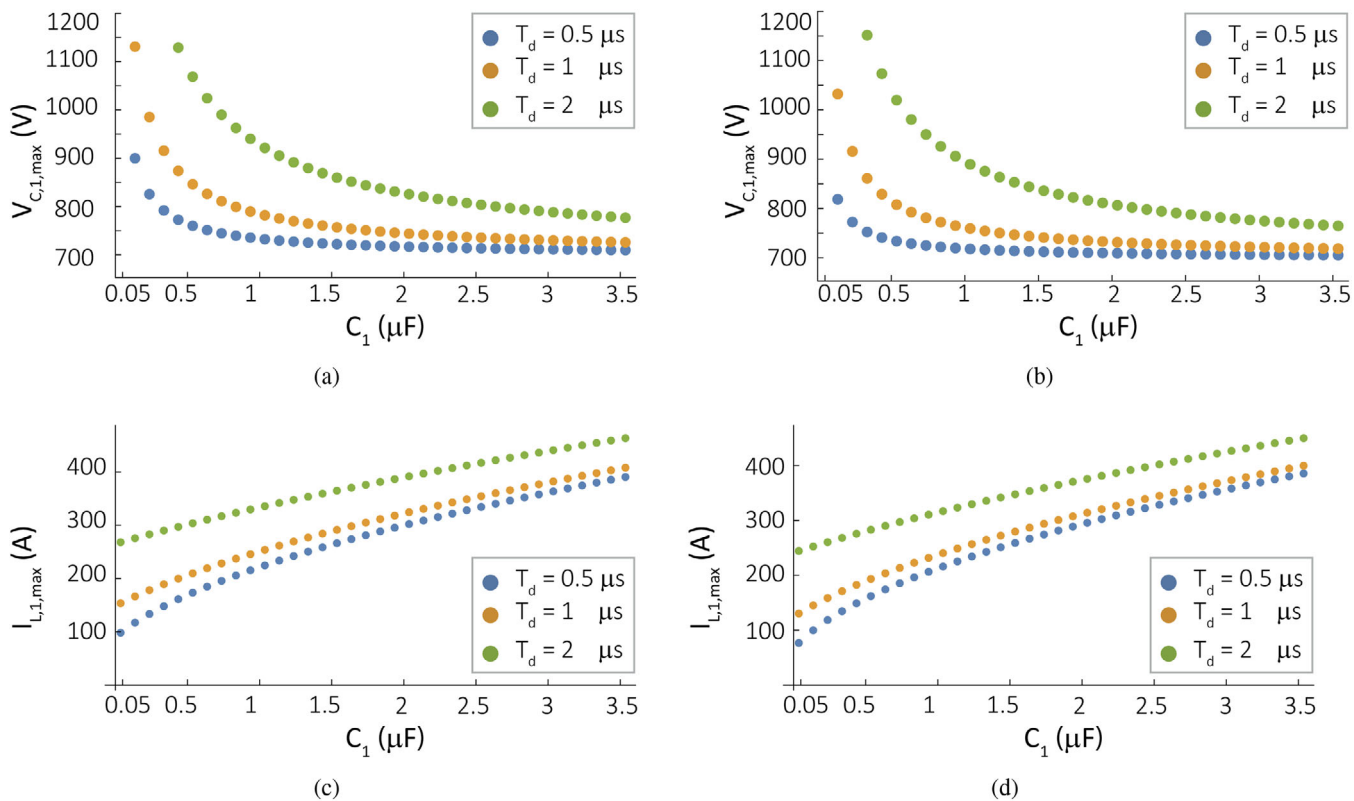 1200
1100
1000
900
800
700
V_C,1,max (V)
0.05 0.5 1 1.5 2 2.5 3 3.5
C_1 (μF)
T_d = 0.5 μs
T_d = 1 μs
T_d = 2 μs
(a)
1200
1100
1000
900
800
700
V_C,1,max (V)
0.05 0.5 1 1.5 2 2.5 3 3.5
C_1 (μF)
T_d = 0.5 μs
T_d = 1 μs
T_d = 2 μs
(b)
400
300
200
100
I_L,1,max (A)
0.05 0.5 1 1.5 2 2.5 3 3.5
C_1 (μF)
T_d = 0.5 μs
T_d = 1 μs
T_d = 2 μs
(c)
400
300
200
100
I_L,1,max (A)
0.05 0.5 1 1.5 2 2.5 3 3.5
C_1 (μF)
T_d = 0.5 μs
T_d = 1 μs
T_d = 2 μs
(d)